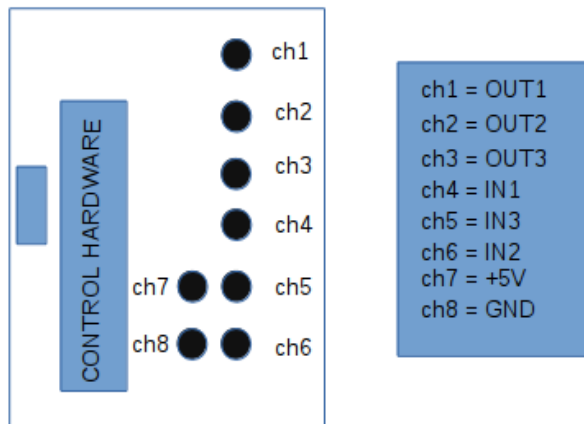 CONTROL HARDWARE
ch1
ch2
ch3
ch4
ch7
ch5
ch8
ch6
ch1 = OUT1
ch2 = OUT2
ch3 = OUT3
ch4 = IN1
ch5 = IN3
ch6 = IN2
ch7 = +5V
ch8 = GND